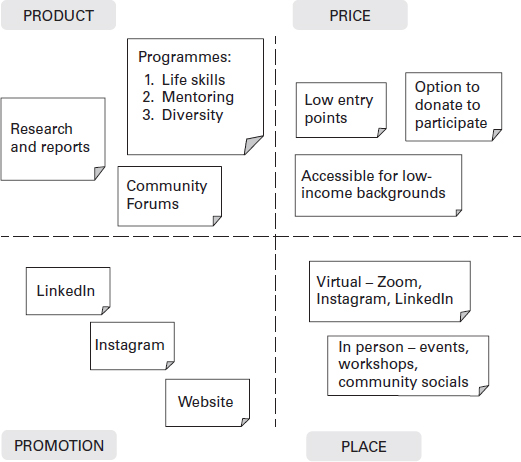 PRODUCT
Programmes:
1. Life skills
2. Mentoring
3. Diversity
Research
and reports
Community
Forums
PRICE
Low entry
points
Option to
donate to
participate
Accessible for low-
income backgrounds
LinkedIn
Instagram
Website
PROMOTION
Virtual – Zoom,
Instagram, LinkedIn
In person – events,
workshops,
community socials
PLACE